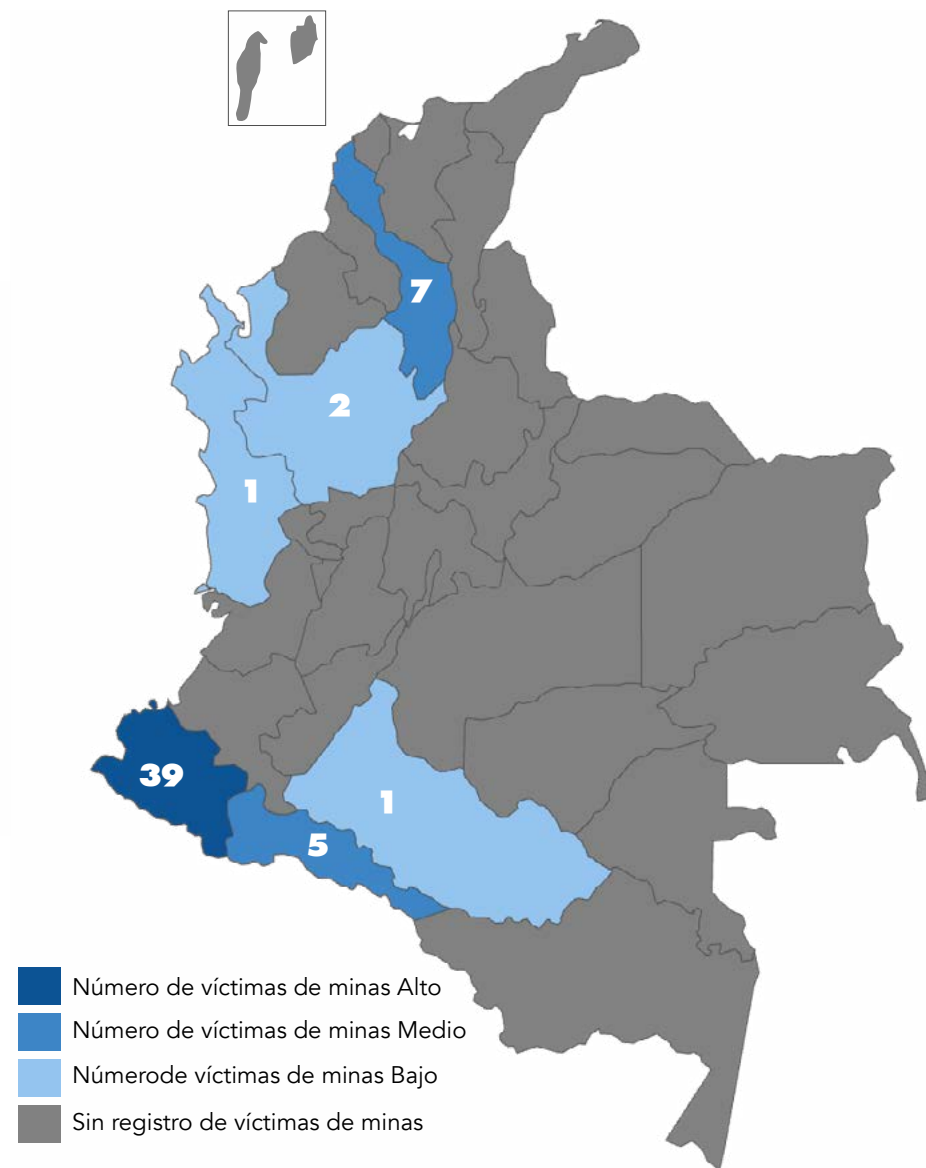 7
2
1
39
1
5
Número de víctimas de minas Alto
Número de víctimas de minas Medio
Númerode víctimas de minas Bajo
Sin registro de víctimas de minas